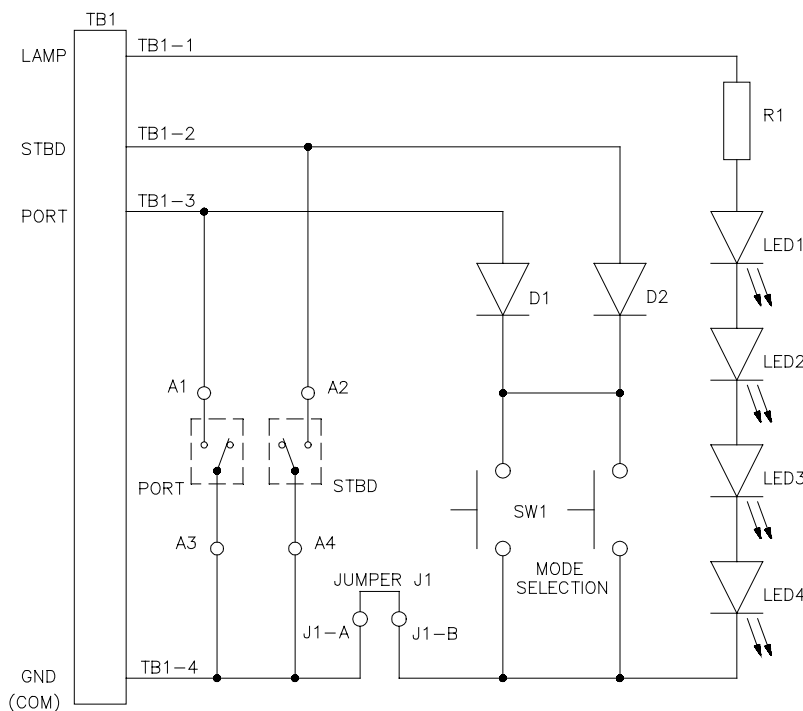 TB1
LAMP
TB1-1
R1
STBD
TB1-2
PORT
TB1-3
LED1
D1
D2
LED2
A1
A2
PORT
STBD
LED3
SW1
A3
A4
MODE
SELECTION
JUMPER J1
LED4
J1-A
J1-B
GND
(COM)
TB1-4